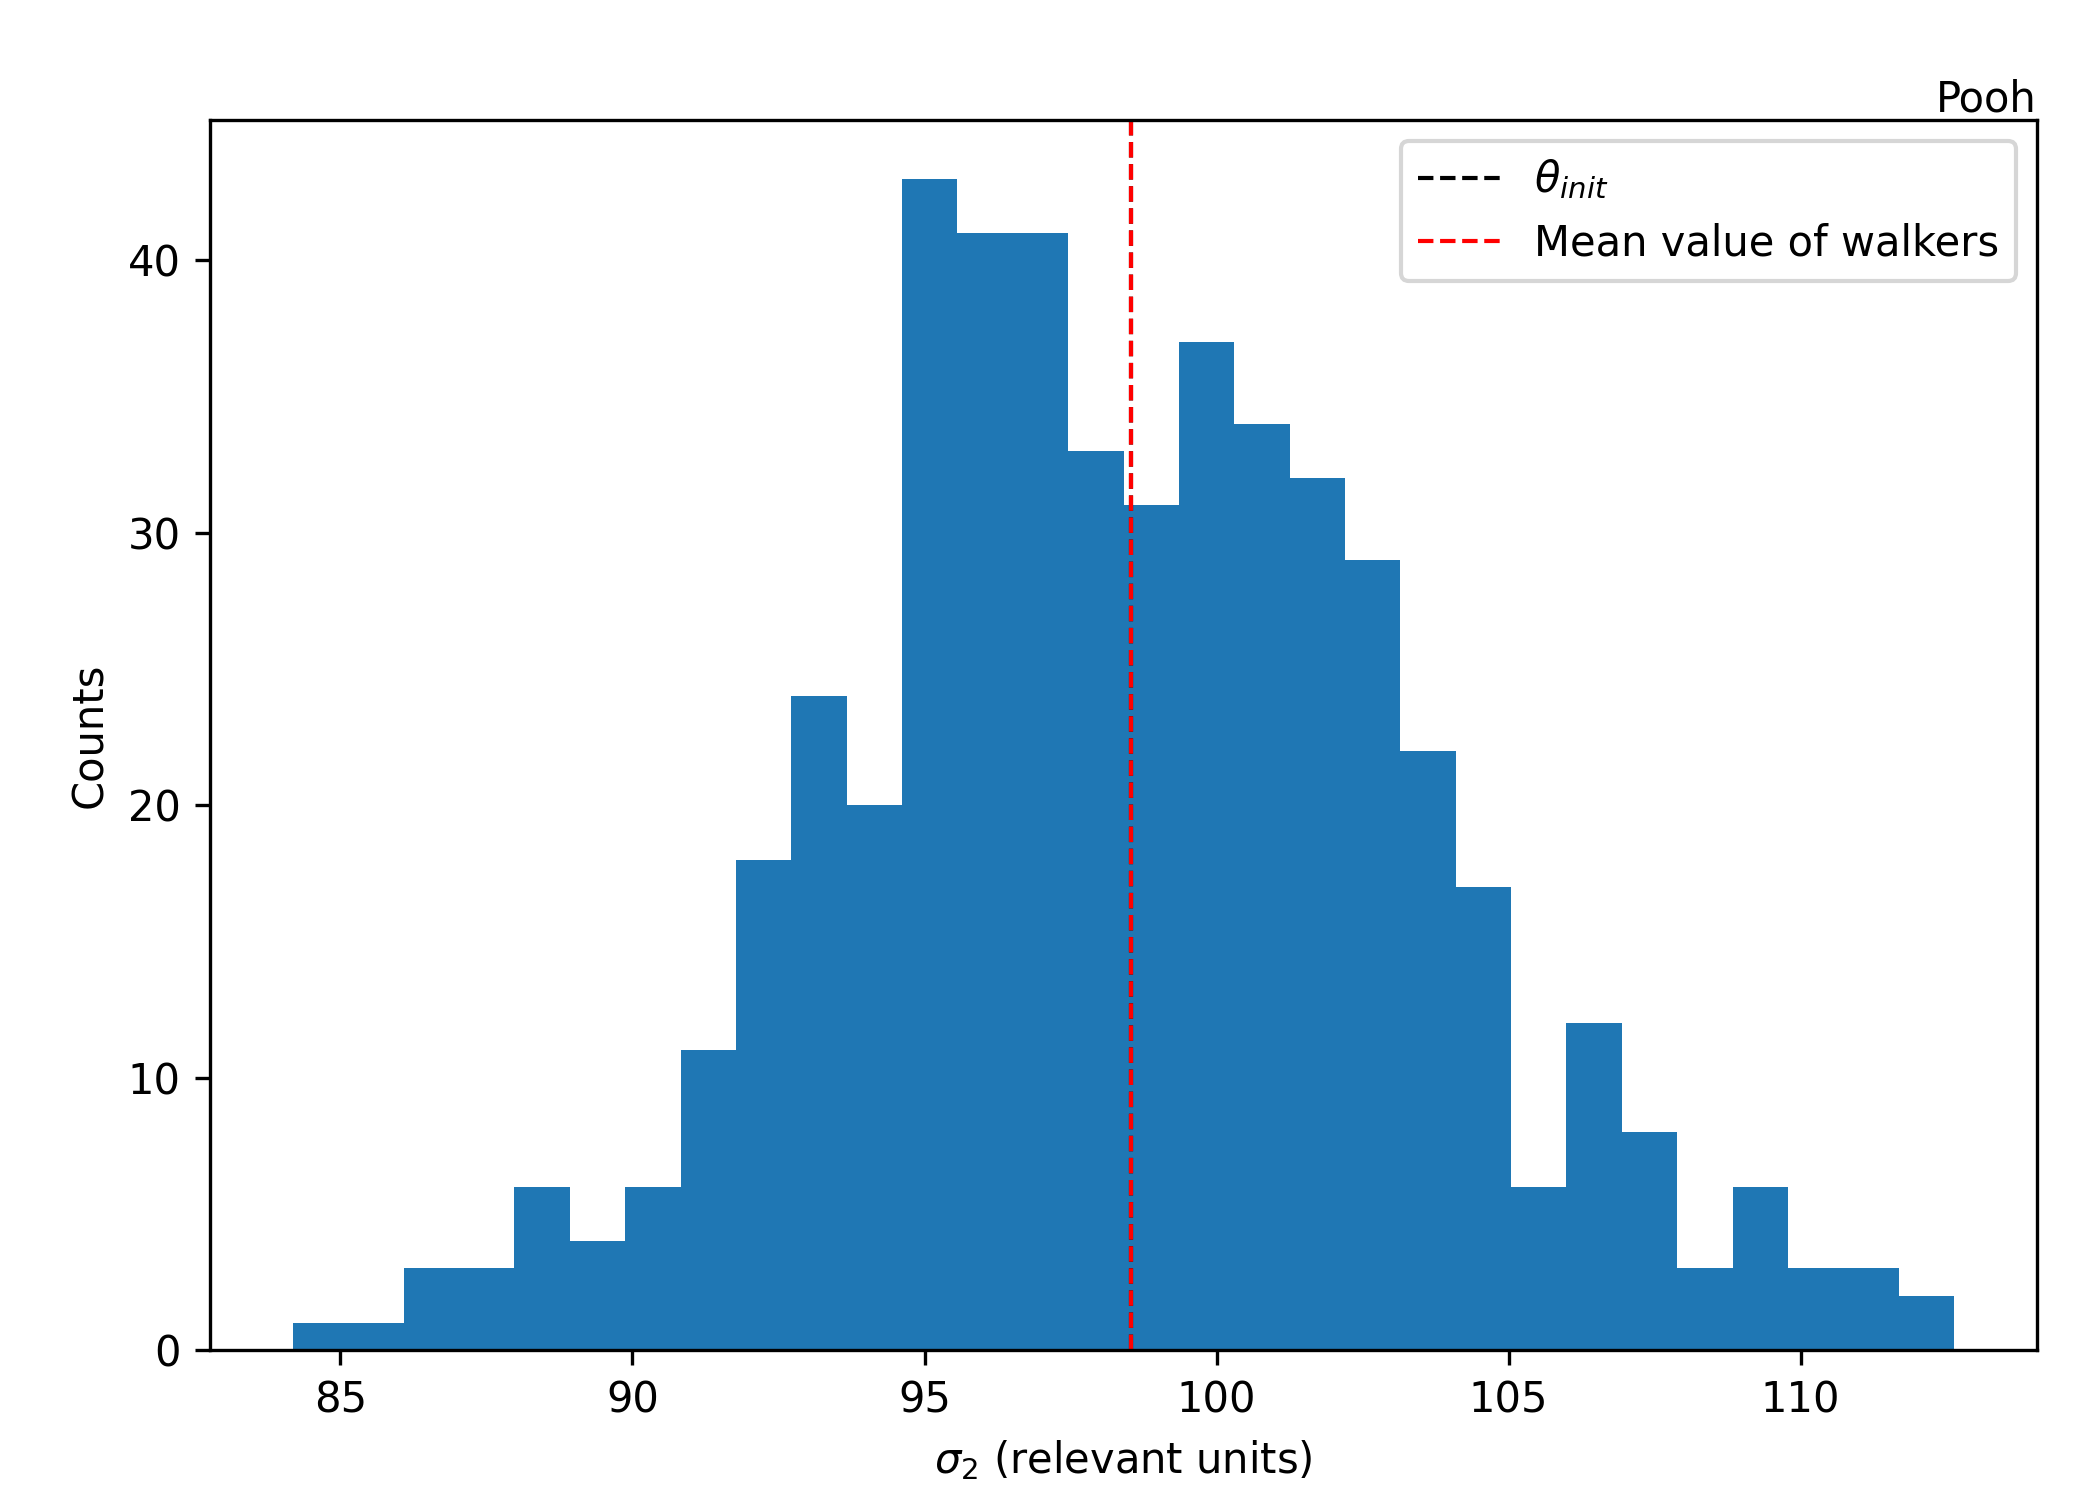 Pooh
θinit
Mean value of walkers
40
30
20
10
0
Counts
85 90 95 100 105 110
σ2 (relevant units)